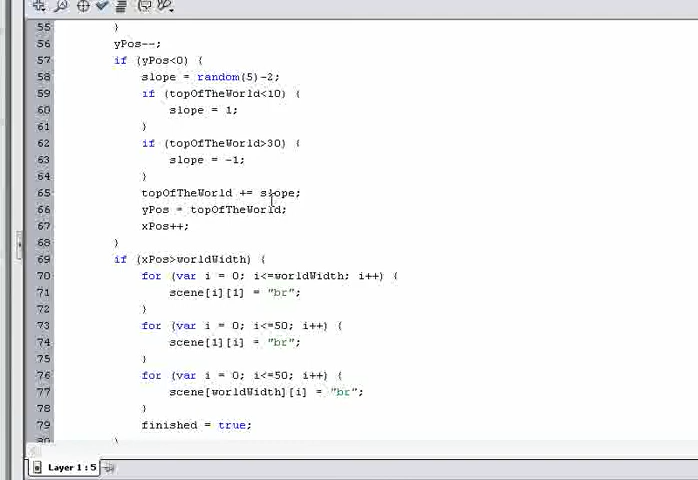 55 }
56 yPos--;
57 if (yPos<0) {
58 slope = random(5)-2;
59 if (topOfTheWorld<10) {
60 slope = 1;
61 }
62 if (topOfTheWorld>30) {
63 slope = -1;
64 }
65 topOfTheWorld += slope;
66 yPos = topOfTheWorld;
67 xPos++;
68 }
69 if (xPos>worldWidth) {
70 for (var i = 0; i<=worldWidth; i++) {
71 scene[i][1] = "br";
72 }
73 for (var i = 0; i<=50; i++) {
74 scene[1][i] = "br";
75 }
76 for (var i = 0; i<=50; i++) {
77 scene[worldWidth][i] = "br";
78 }
79 finished = true;
80 }
Layer 1 : 5